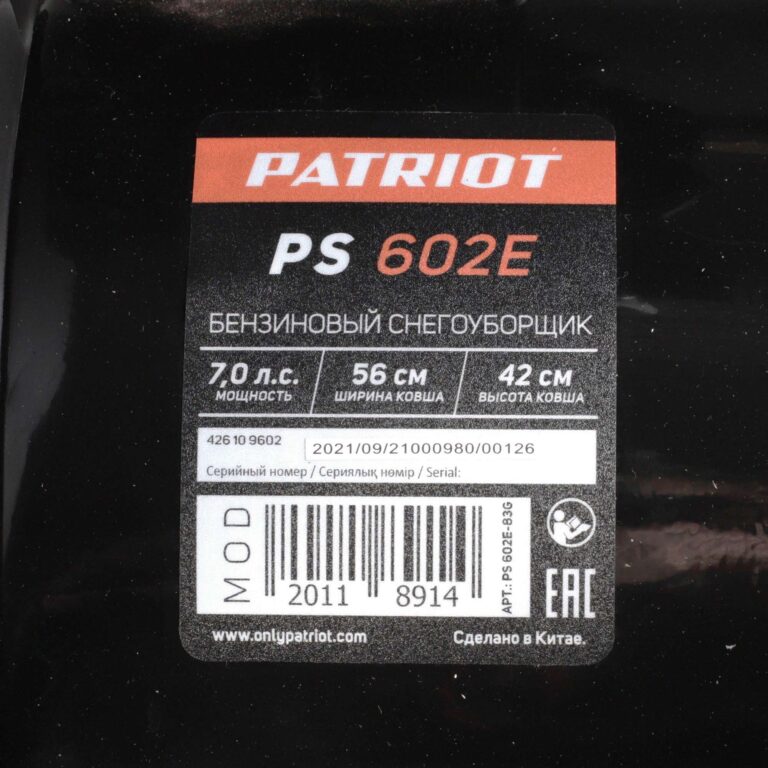 PATRIOT
PS 602E
БЕНЗИНОВЫЙ СНЕГОУБОРЩИК
7,0 л.с. 56 см 42 см
МОЩНОСТЬ ШИРИНА КОВША ВЫСОТА КОВША
426 10 9602 2021/09/21000980/00126
Серийный номер / Сериялық нөмір / Serial:
MOD
2011 8914
АРТ.: PS 602E-83G
EAC
www.onlypatriot.com Сделано в Китае.